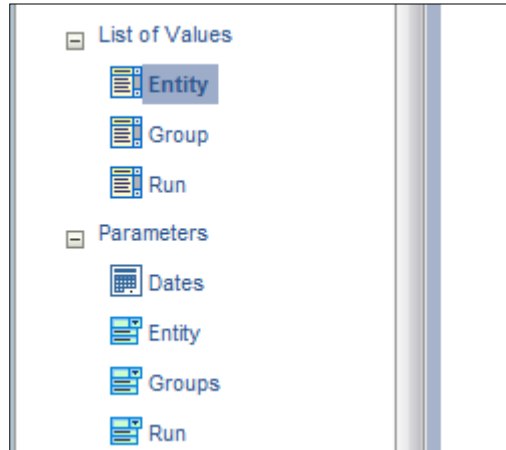 List of Values
Entity
Group
Run
Parameters
Dates
Entity
Groups
Run